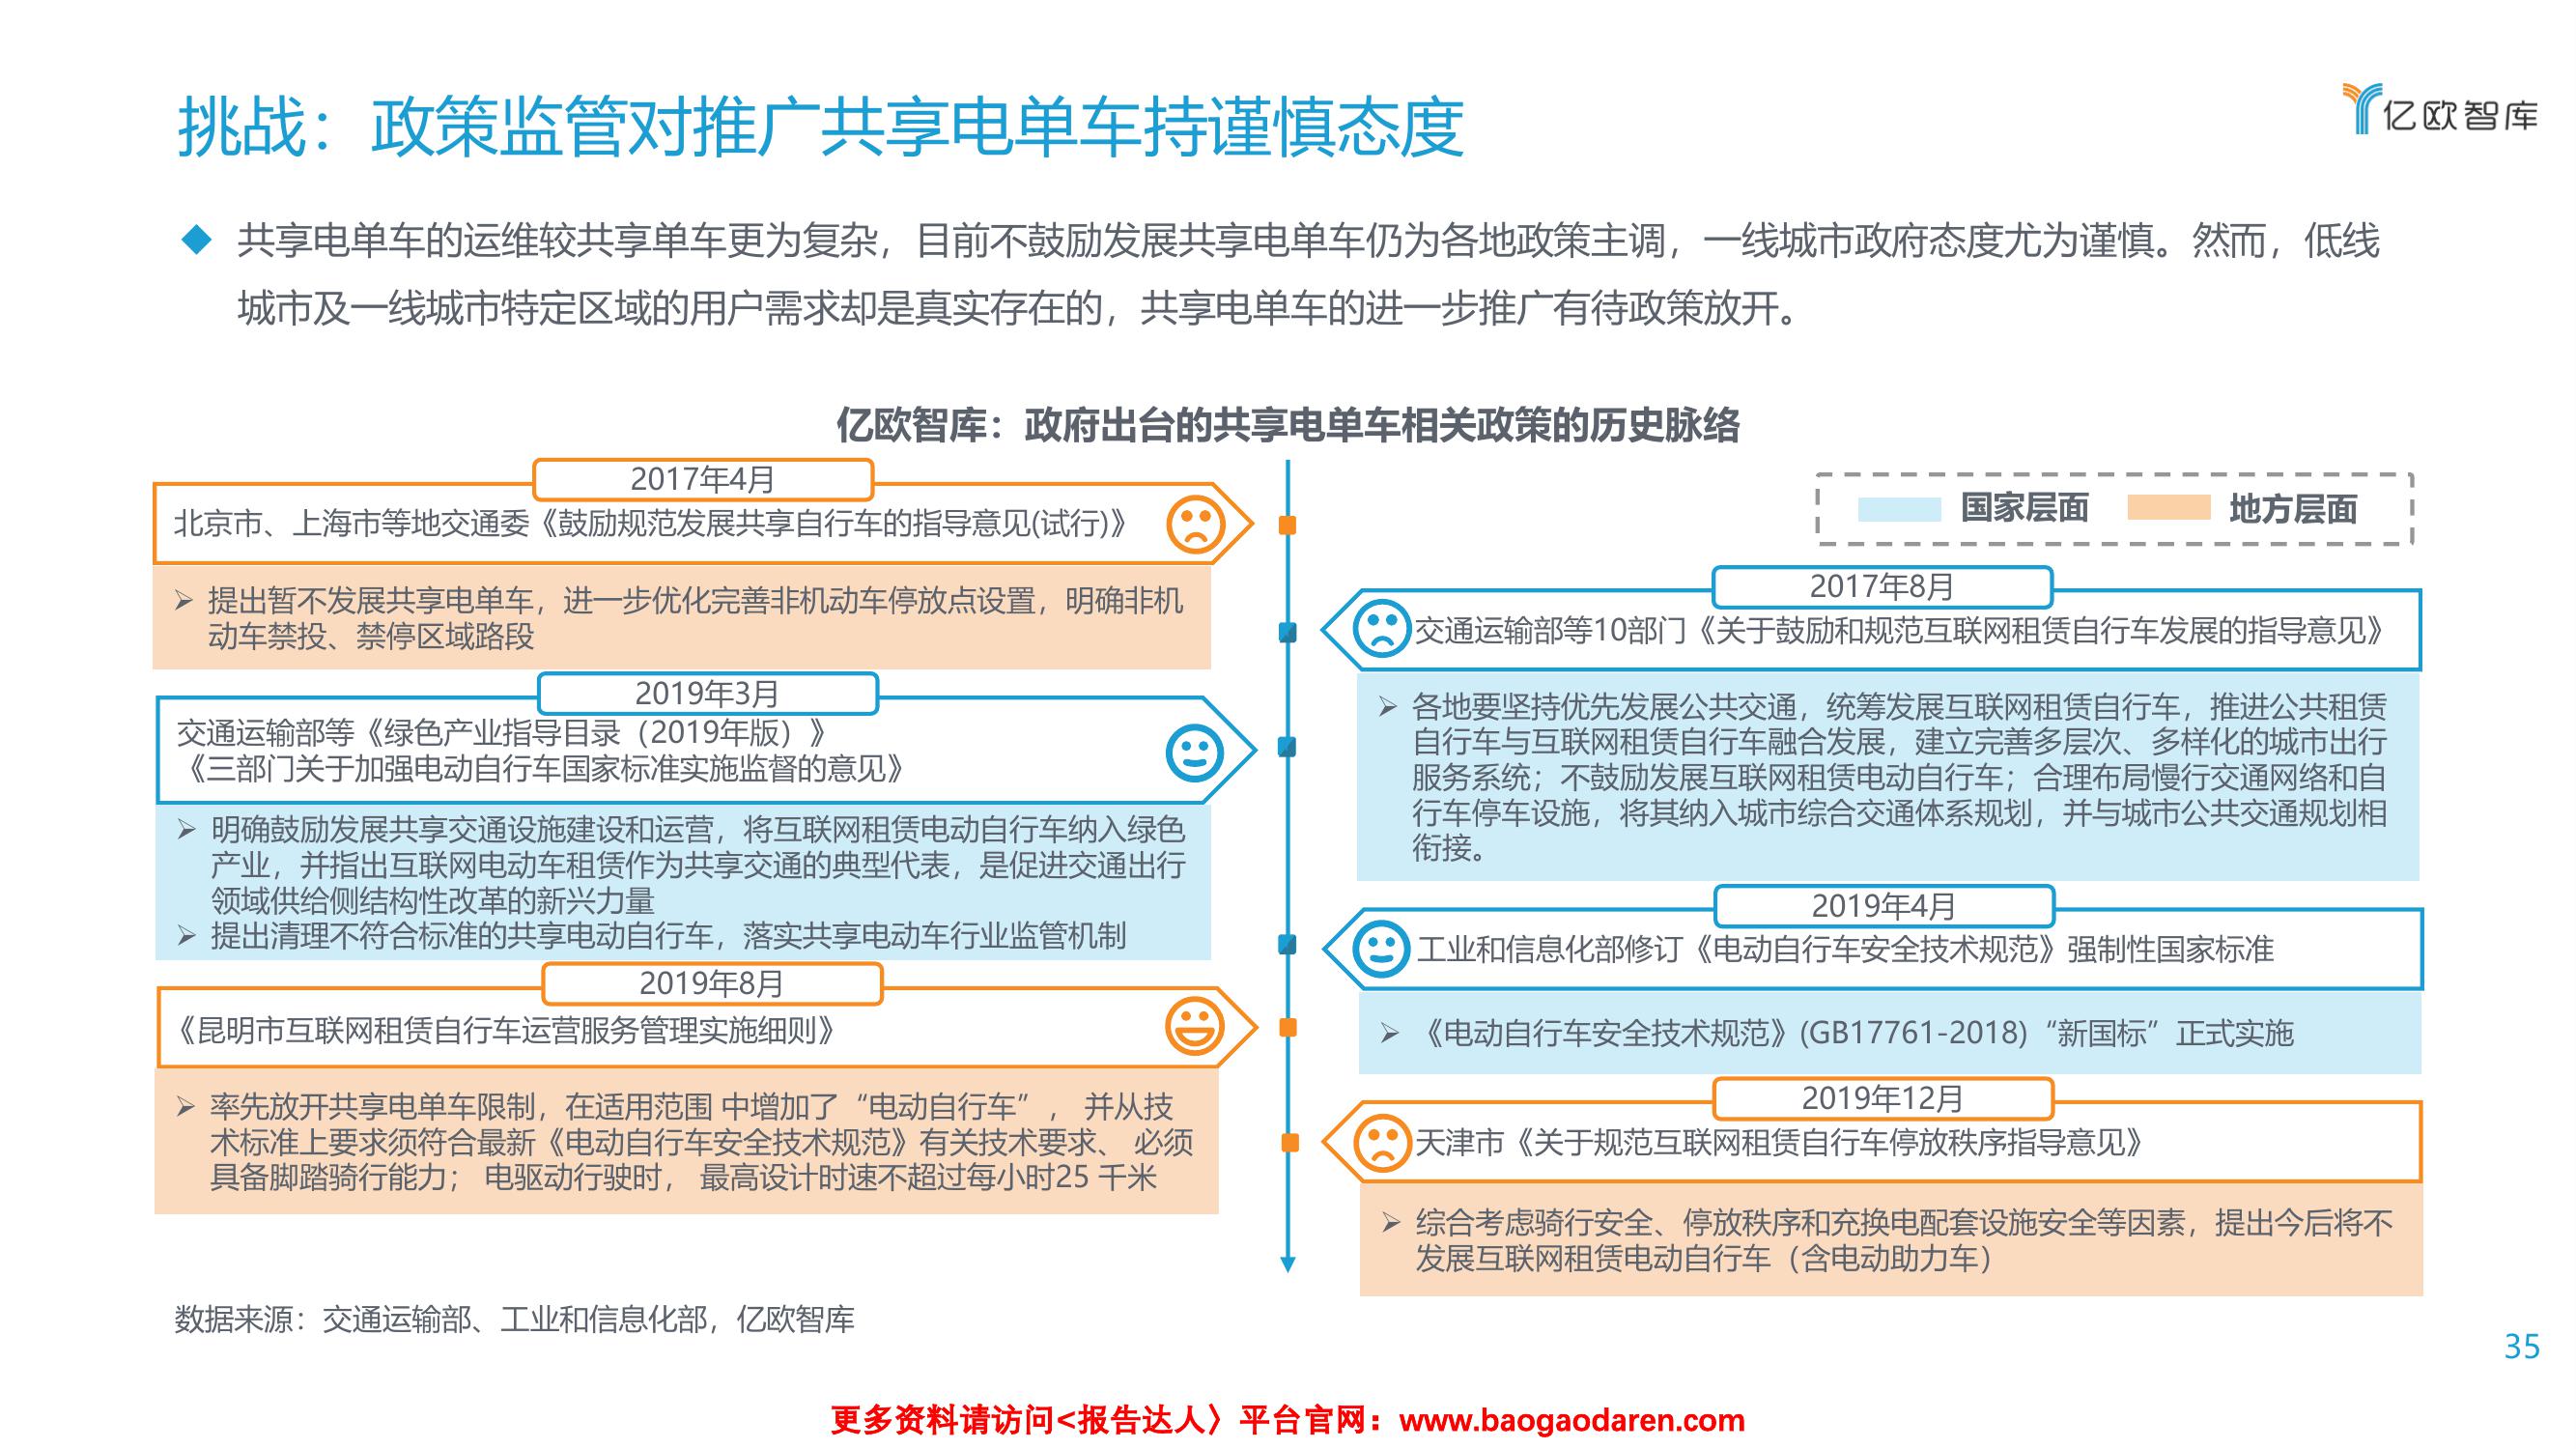 挑战：政策监管对推广共享电单车持谨慎态度
亿欧智库
共享电单车的运维较共享单车更为复杂，目前不鼓励发展共享电单车仍为各地政策主调，一线城市政府态度尤为谨慎。然而，低线
城市及一线城市特定区域的用户需求却是真实存在的，共享电单车的进一步推广有待政策放开。
亿欧智库：政府出台的共享电单车相关政策的历史脉络
国家层面 地方层面
2017年4月
北京市、上海市等地交通委《鼓励规范发展共享自行车的指导意见(试行)》
提出暂不发展共享电单车，进一步优化完善非机动车停放点设置，明确非机
动车禁投、禁停区域路段
2017年8月
交通运输部等10部门《关于鼓励和规范互联网租赁自行车发展的指导意见》
各地要坚持优先发展公共交通，统筹发展互联网租赁自行车，推进公共租赁
自行车与互联网租赁自行车融合发展，建立完善多层次、多样化的城市出行
服务系统；不鼓励发展互联网租赁电动自行车；合理布局慢行交通网络和自
行车停车设施，将其纳入城市综合交通体系规划，并与城市公共交通规划相
衔接。
2019年3月
交通运输部等《绿色产业指导目录（2019年版）》
《三部门关于加强电动自行车国家标准实施监督的意见》
明确鼓励发展共享交通设施建设和运营，将互联网租赁电动自行车纳入绿色
产业，并指出互联网电动车租赁作为共享交通的典型代表，是促进交通出行
领域供给侧结构性改革的新兴力量
提出清理不符合标准的共享电动自行车，落实共享电动车行业监管机制
2019年4月
工业和信息化部修订《电动自行车安全技术规范》强制性国家标准
《电动自行车安全技术规范》(GB17761-2018)“新国标”正式实施
2019年8月
《昆明市互联网租赁自行车运营服务管理实施细则》
率先放开共享电单车限制，在适用范围 中增加了“电动自行车”， 并从技
术标准上要求须符合最新《电动自行车安全技术规范》有关技术要求、 必须
具备脚踏骑行能力； 电驱动行驶时， 最高设计时速不超过每小时25 千米
2019年12月
天津市《关于规范互联网租赁自行车停放秩序指导意见》
综合考虑骑行安全、停放秩序和充换电配套设施安全等因素，提出今后将不
发展互联网租赁电动自行车（含电动助力车）
数据来源：交通运输部、工业和信息化部，亿欧智库
35
更多资料请访问<报告达人〉平台官网：www.baogaodaren.com